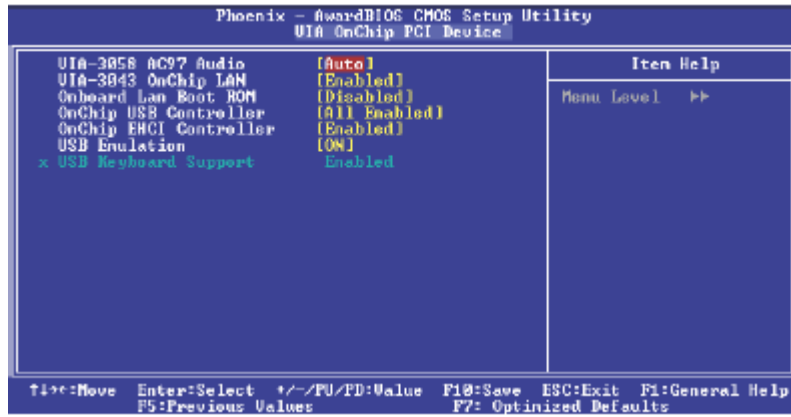 Phoenix - AwardBIOS CMOS Setup Utility
VIA OnChip PCI Device
VIA-3058 AC97 Audio [Auto]
VIA-3043 OnChip LAN [Enabled]
Onboard Lan Boot ROM [Disabled]
OnChip USB Controller [All Enabled]
OnChip EHCI Controller [Enabled]
USB Emulation [ON]
x USB Keyboard Support Enabled
Item Help
Menu Level ▶▶
↑↓→←:Move Enter:Select +/-/PU/PD:Value F10:Save ESC:Exit F1:General Help
F5:Previous Values F7: Optimized Defaults